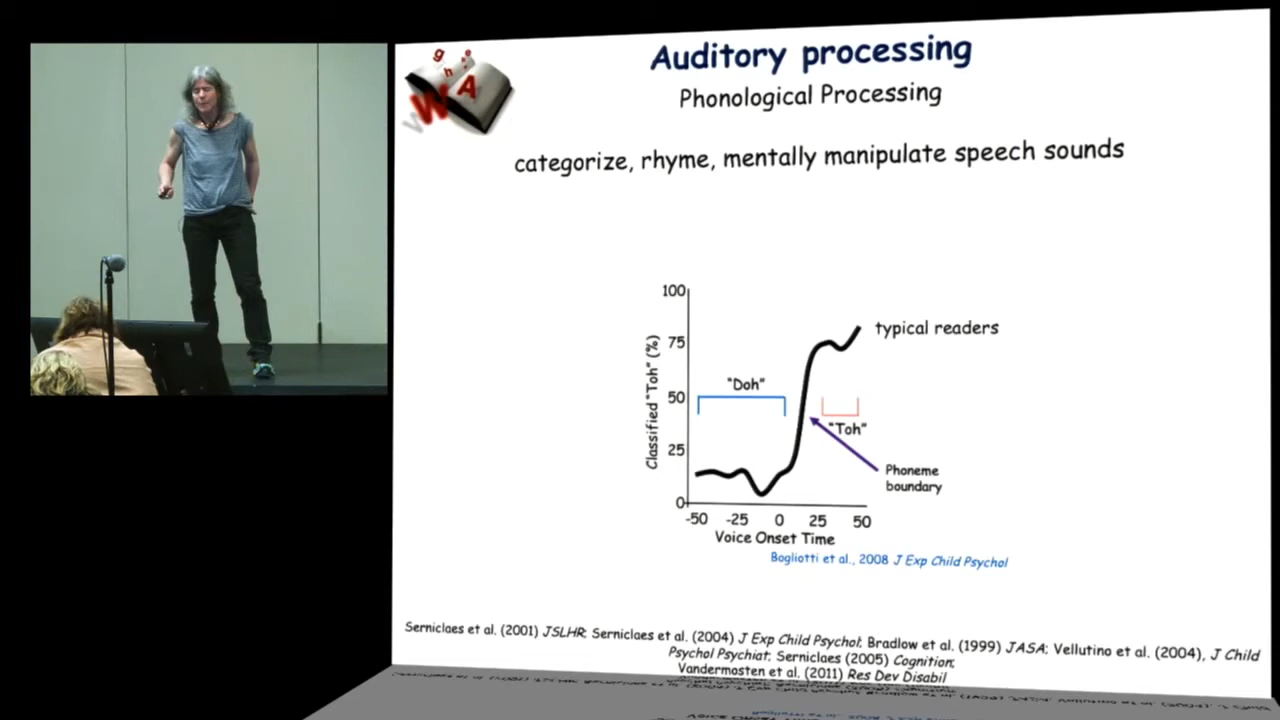 Auditory processing
Phonological Processing
categorize, rhyme, mentally manipulate speech sounds
100
75
50
25
0
Classified "Toh" (%)
typical readers
"Doh"
"Toh"
Phoneme
boundary
-50 -25 0 25 50
Voice Onset Time
Bogliotti et al., 2008 J Exp Child Psychol
Serniclaes et al. (2001) JSLHR; Serniclaes et al. (2004) J Exp Child Psychol; Bradlow et al. (1999) JASA; Vellutino et al. (2004), J Child
Psychol Psychiat; Serniclaes (2005) Cognition;
Vandermosten et al. (2011) Res Dev Disabil